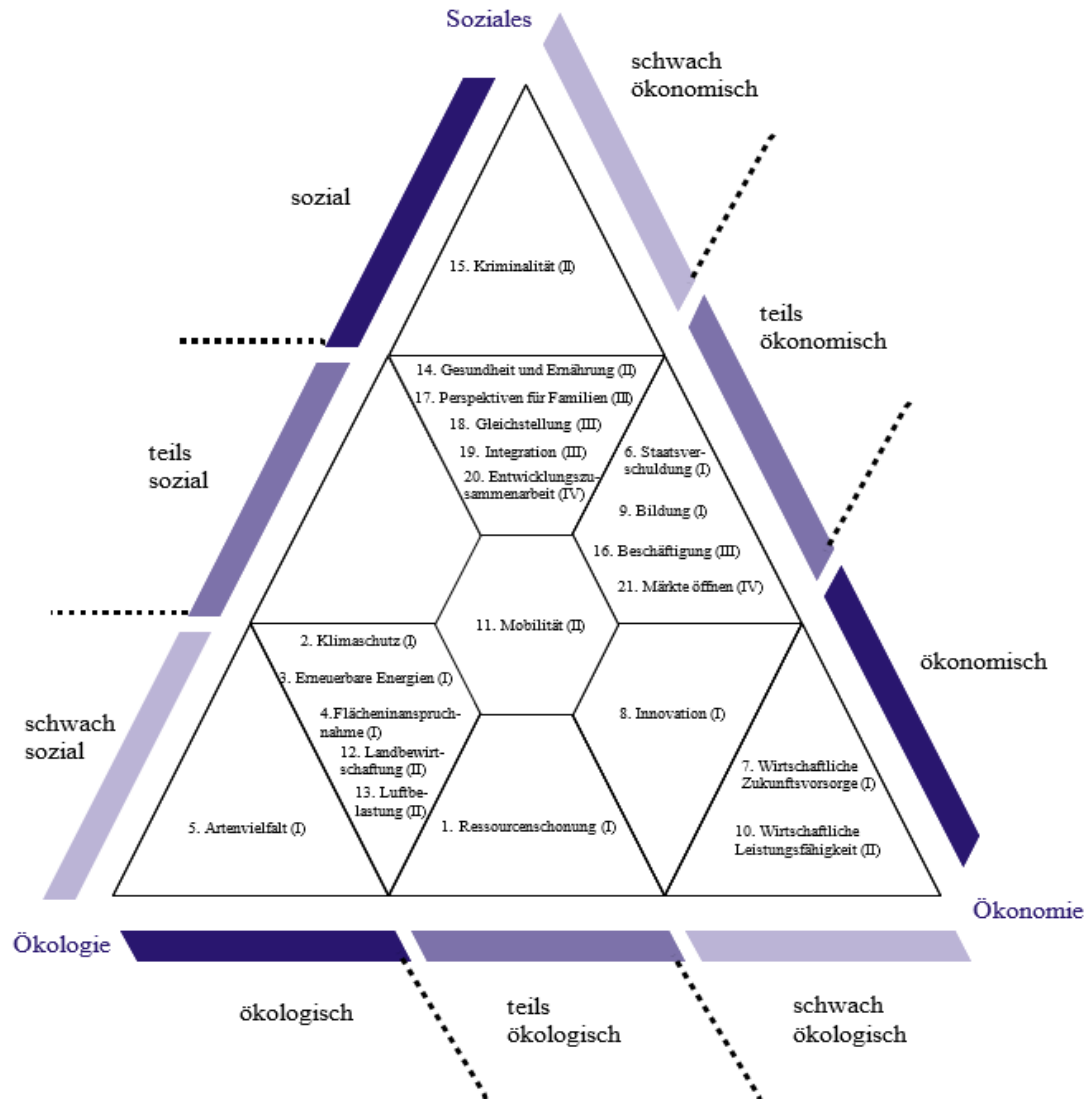 Soziales
schwach
ökonomisch
sozial
15. Kriminalität (II)
teils
ökonomisch
14. Gesundheit und Ernährung (II)
17. Perspektiven für Familien (III)
18. Gleichstellung (III)
19. Integration (III)
20. Entwicklungszu-
sammenarbeit (IV)
teils
sozial
6. Staatsver-
schuldung (I)
9. Bildung (I)
16. Beschäftigung (III)
21. Märkte öffnen (IV)
11. Mobilität (II)
ökonomisch
2. Klimaschutz (I)
3. Erneuerbare Energien (I)
4.Flächeninanspruch-
nahme (I)
12. Landbewirt-
schaftung (II)
13. Luftbe-
lastung (II)
schwach
sozial
8. Innovation (I)
7. Wirtschaftliche
Zukunftsvorsorge (I)
10. Wirtschaftliche
Leistungsfähigkeit (II)
5. Artenvielfalt (I)
1. Ressourcenschonung (I)
Ökologie
Ökonomie
ökologisch
teils
ökologisch
schwach
ökologisch